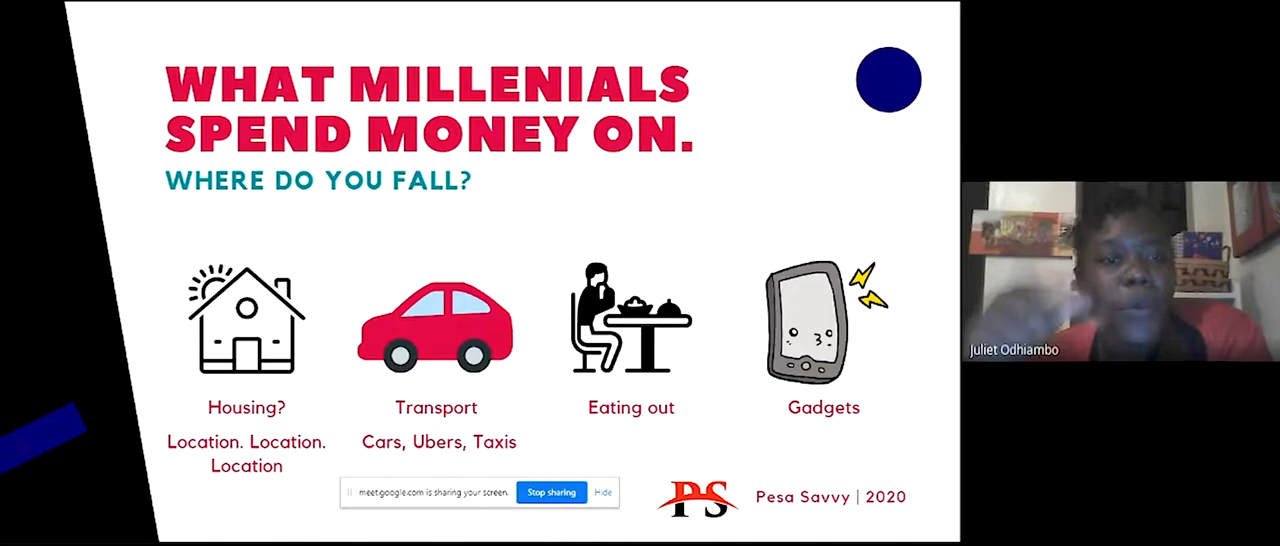 WHAT MILLENIALS
SPEND MONEY ON.
WHERE DO YOU FALL?
Housing?
Location. Location.
Location
Transport
Cars, Ubers, Taxis
Eating out
Gadgets
meet.google.com is sharing your screen.
Stop sharing
Hide
PS
Pesa Savvy | 2020
Juliet Odhiambo